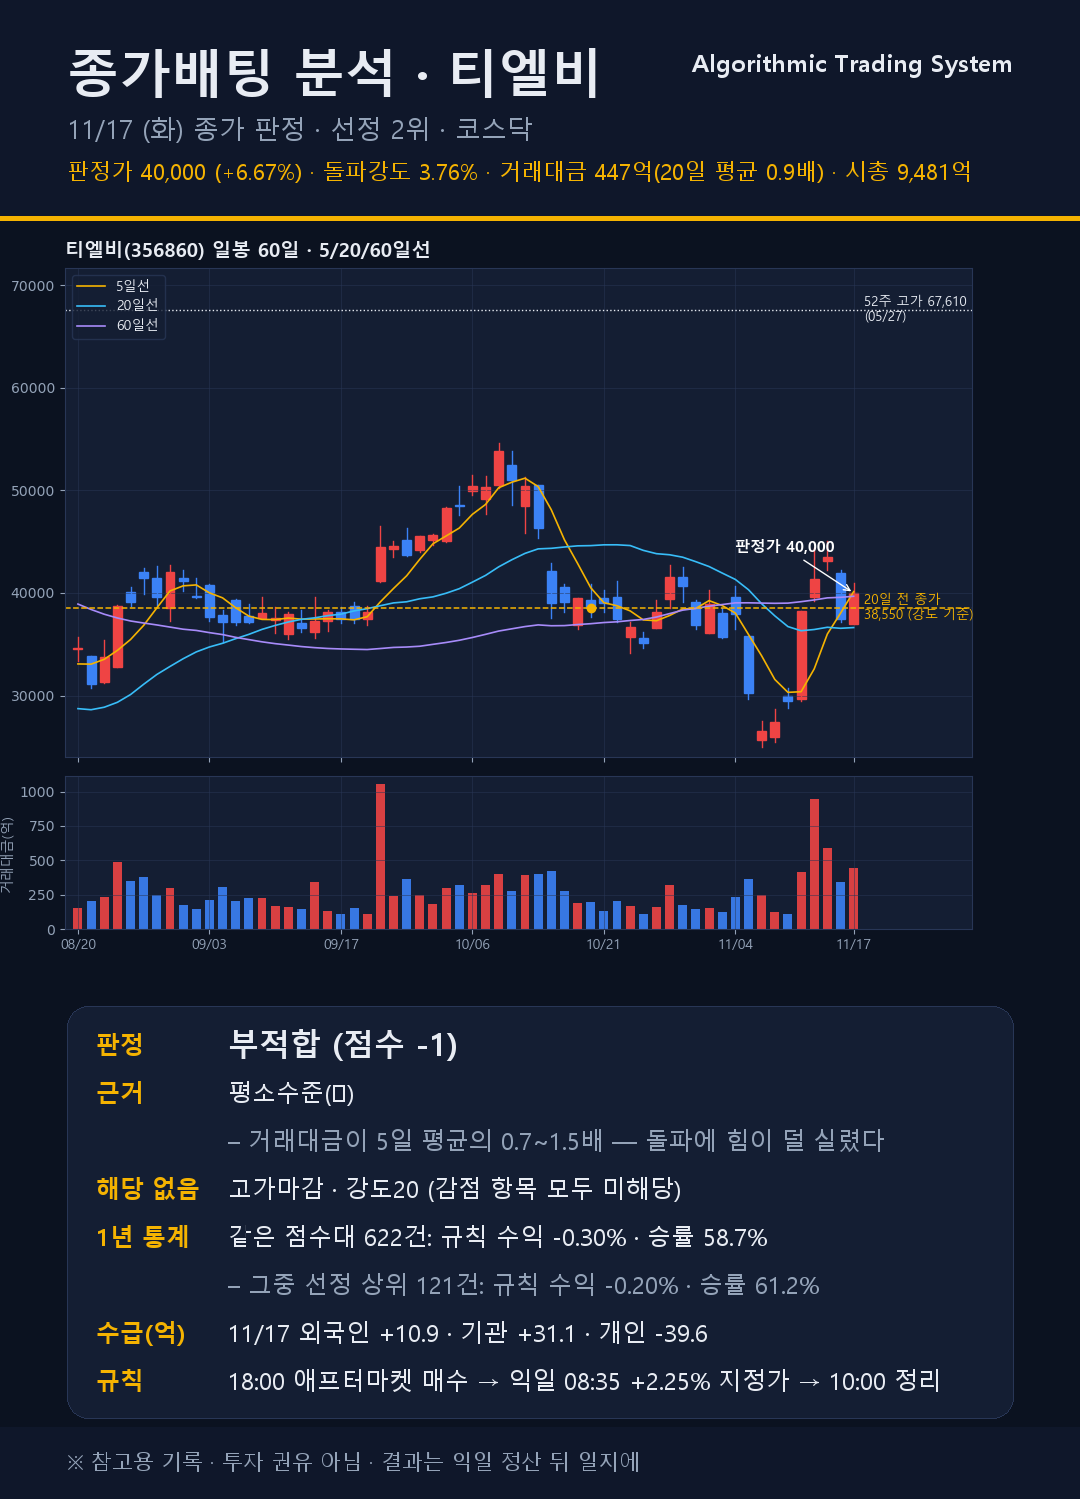 종가배팅 분석 · 티엘비
Algorithmic Trading System
11/17 (화) 종가 판정 · 선정 2위 · 코스닥
판정가 40,000 (+6.67%) · 돌파강도 3.76% · 거래대금 447억(20일 평균 0.9배) · 시총 9,481억
티엘비(356860) 일봉 60일 · 5/20/60일선
5일선
20일선
60일선
70000
60000
50000
40000
30000
52주 고가 67,610
(05/27)
판정가 40,000
20일 전 종가
38,550 (강도 기준)
거래대금(억)
1000
750
500
250
0
08/20 09/03 09/17 10/06 10/21 11/04 11/17
판정 부적합 (점수 -1)
근거 평소수준(▯)
– 거래대금이 5일 평균의 0.7~1.5배 — 돌파에 힘이 덜 실렸다
해당 없음 고가마감 · 강도20 (감점 항목 모두 미해당)
1년 통계 같은 점수대 622건: 규칙 수익 -0.30% · 승률 58.7%
– 그중 선정 상위 121건: 규칙 수익 -0.20% · 승률 61.2%
수급(억) 11/17 외국인 +10.9 · 기관 +31.1 · 개인 -39.6
규칙 18:00 애프터마켓 매수 → 익일 08:35 +2.25% 지정가 → 10:00 정리
※ 참고용 기록 · 투자 권유 아님 · 결과는 익일 정산 뒤 일지에